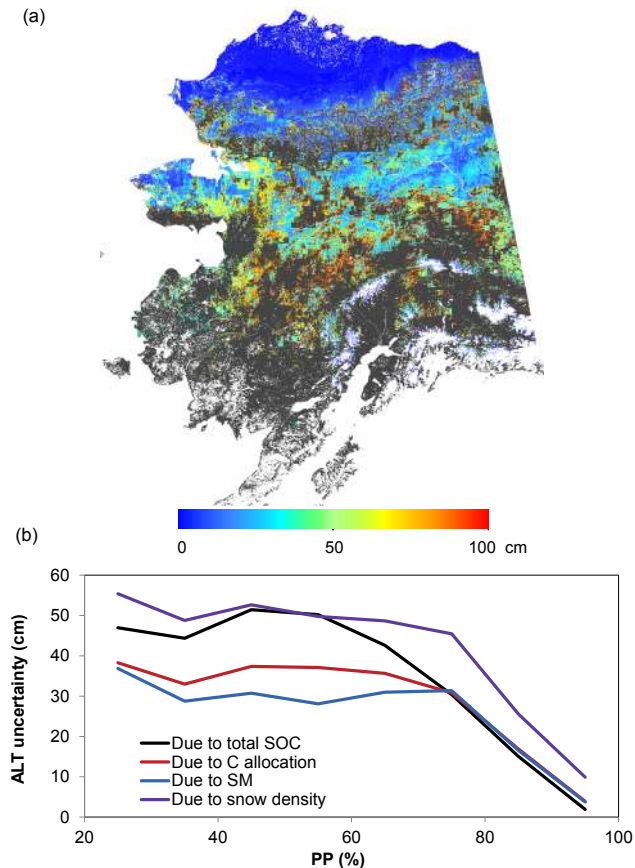 (a)
0 50 100 cm
(b)
60
50
40
30
20
10
0
ALT uncertainty (cm)
Due to total SOC
Due to C allocation
Due to SM
Due to snow density
20 40 60 80 100
PP (%)